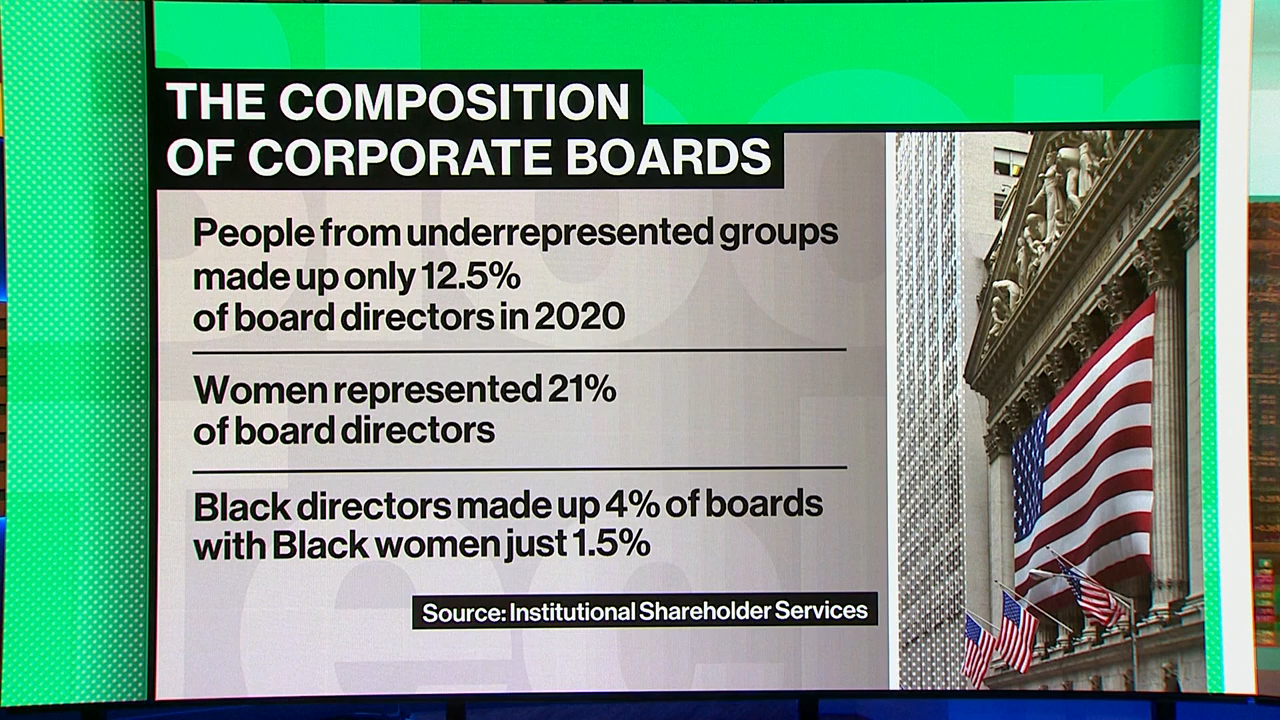 THE COMPOSITION
OF CORPORATE BOARDS
People from underrepresented groups
made up only 12.5%
of board directors in 2020
Women represented 21%
of board directors
Black directors made up 4% of boards
with Black women just 1.5%
Source: Institutional Shareholder Services